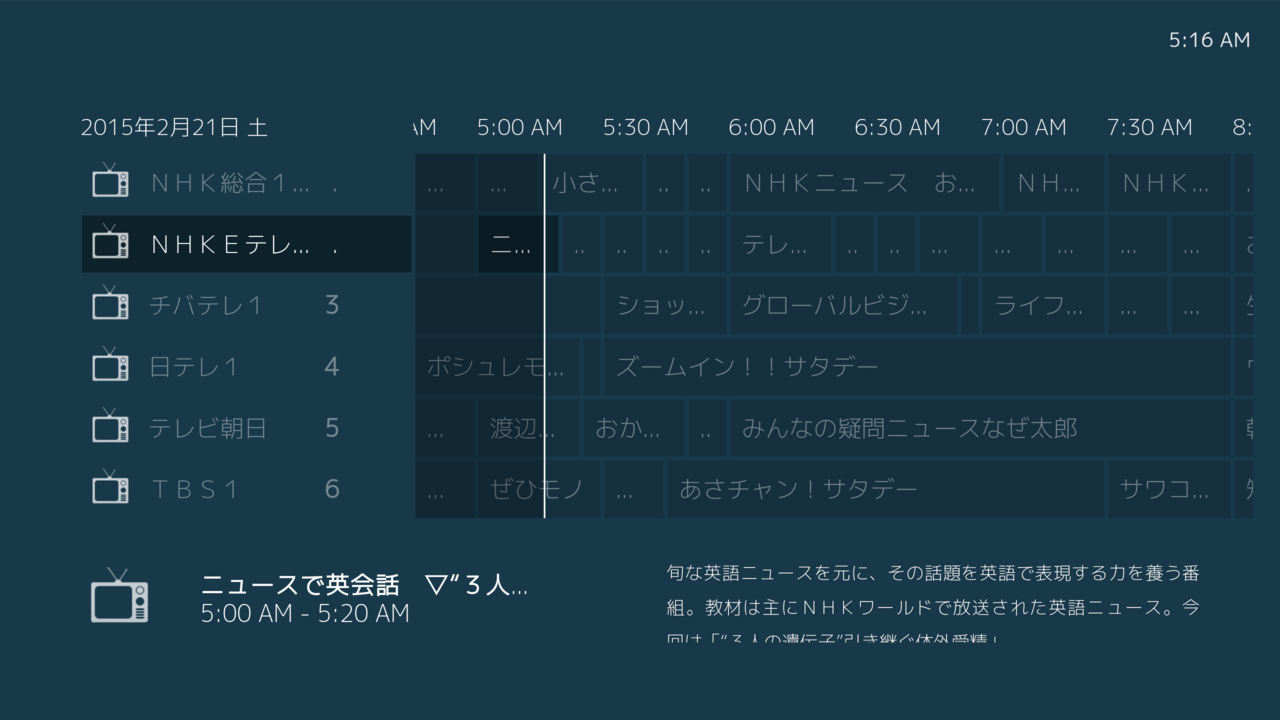 5:16 AM
2015年2月21日 土 AM 5:00 AM 5:30 AM 6:00 AM 6:30 AM 7:00 AM 7:30 AM 8:
ＮＨＫ総合１... . ... ... 小さ... .. .. ＮＨＫニュース　お... ＮＨ... ＮＨＫ... .
ＮＨＫＥテレ... . ニ... .. .. .. .. テレ... .. .. ... ... ... ... ...
チバテレ１ 3 ショッ... グローバルビジ... ライフ... ... ...
日テレ１ 4 ポシュレモ... ズームイン！！サタデー
テレビ朝日 5 ... 渡辺... おか... .. みんなの疑問ニュースなぜ太郎
ＴＢＳ１ 6 ... ぜひモノ ... あさチャン！サタデー サワコ...
ニュースで英会話　▽“３人...
5:00 AM - 5:20 AM
旬な英語ニュースを元に、その話題を英語で表現する力を養う番
組。教材は主にＮＨＫワールドで放送された英語ニュース。今
回は「“３人の遺伝子”引き継ぐ体外受精」